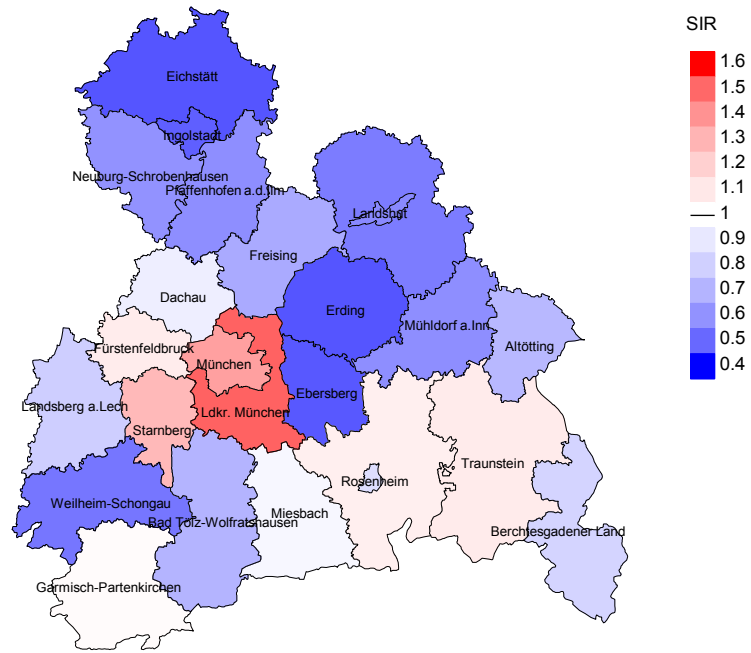 SIR
1.6
1.5
1.4
1.3
1.2
1.1
1
0.9
0.8
0.7
0.6
0.5
0.4
Eichstätt
Ingolstadt
Neuburg-Schrobenhausen
Pfaffenhofen a.d.Ilm
Landshut
Freising
Dachau
Erding
Mühldorf a.Inn
Altötting
Fürstenfeldbruck
München
Ebersberg
Landsberg a.Lech
Ldkr. München
Starnberg
Traunstein
Rosenheim
Weilheim-Schongau
Miesbach
Bad Tölz-Wolfratshausen
Berchtesgadener Land
Garmisch-Partenkirchen